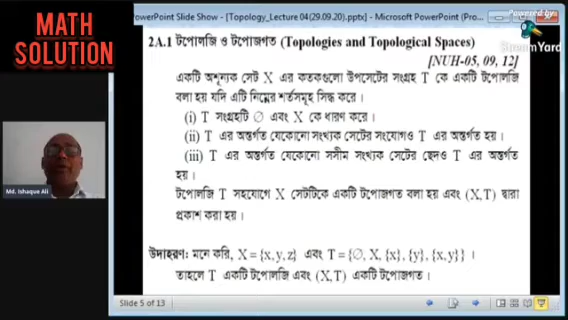 MATH
SOLUTION
PowerPoint Slide Show - [Topology_Lecture 04(29.09.20).pptx] - Microsoft PowerPoint (Pro...
Powered by
StreamYard
2A.1 টপোলজি ও টপোজগত (Topologies and Topological Spaces)
[NUH-05, 09, 12]
একটি অশূন্যক সেট X এর কতকগুলো উপসেটের সংগ্রহ T কে একটি টপোলজি
বলা হয় যদি এটি নিম্নের শর্তসমূহ সিদ্ধ করে।
(i) T সংগ্রহটি ∅ এবং X কে ধারণ করে।
(ii) T এর অন্তর্গত যেকোনো সংখ্যক সেটের সংযোগও T এর অন্তর্গত হয়।
(iii) T এর অন্তর্গত যেকোনো সসীম সংখ্যক সেটের ছেদও T এর অন্তর্গত
হয়।
টপোলজি T সহযোগে X সেটটিকে একটি টপোজগত বলা হয় এবং (X,T) দ্বারা
প্রকাশ করা হয়।
উদাহরণ: মনে করি, X = {x,y,z} এবং T = {∅, X, {x}, {y}, {x,y}} ।
তাহলে T একটি টপোলজি এবং (X,T) একটি টপোজগত।
Md. Ishaque Ali
Slide 5 of 13